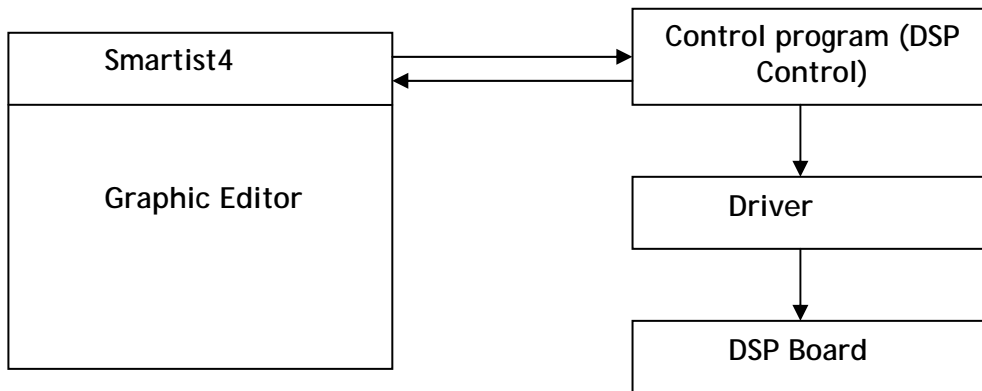 Smartist4
Graphic Editor
Control program (DSP
Control)
Driver
DSP Board